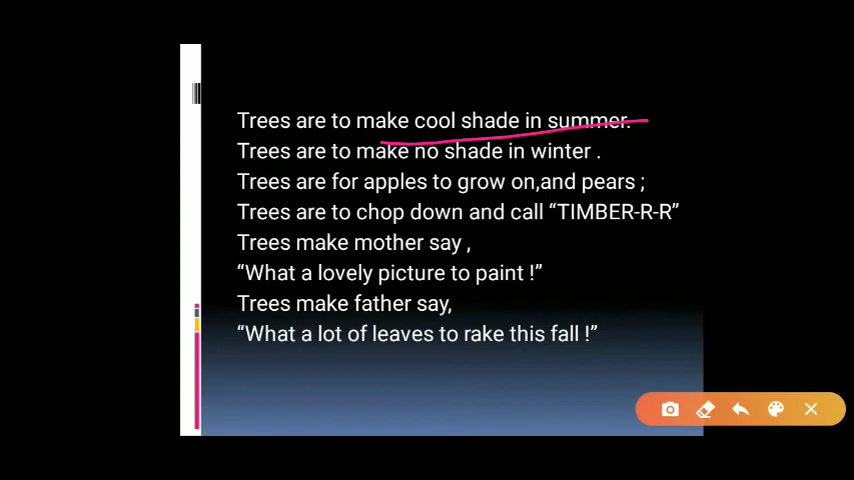 Trees are to make cool shade in summer.
Trees are to make no shade in winter .
Trees are for apples to grow on,and pears ;
Trees are to chop down and call “TIMBER-R-R”
Trees make mother say ,
“What a lovely picture to paint !”
Trees make father say,
“What a lot of leaves to rake this fall !”